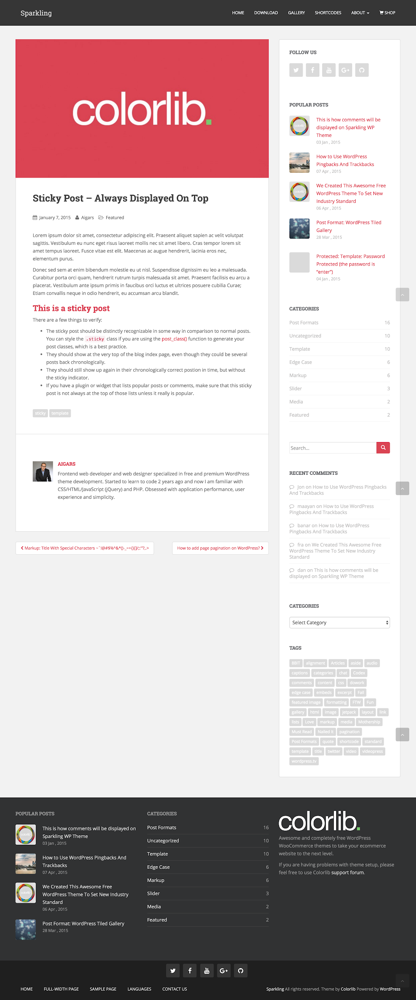 Sparkling
HOME DOWNLOAD GALLERY SHORTCODES ABOUT SHOP
colorlib.
Sticky Post – Always Displayed On Top
January 7, 2015 Aigars Featured
Lorem ipsum dolor sit amet, consectetur adipiscing elit. Praesent aliquet sapien ac velit volutpat
sagittis. Vestibulum eu nunc eget risus laoreet mollis nec sit amet libero. Cras tempor lorem sit
amet tempus laoreet. Fusce vitae est elit. Maecenas ac augue hendrerit, lacinia eros nec,
elementum purus.
Donec sed sem at enim bibendum molestie eu ut nisl. Suspendisse dignissim eu leo a malesuada.
Curabitur porta orci quam, hendrerit rutrum turpis malesuada sit amet. Praesent facilisis eu arcu a
placerat. Vestibulum ante ipsum primis in faucibus orci luctus et ultrices posuere cubilia Curae;
Etiam convallis neque in odio hendrerit, eu accumsan arcu blandit.
This is a sticky post
There are a few things to verify:
• The sticky post should be distinctly recognizable in some way in comparison to normal posts.
You can style the .sticky class if you are using the post_class() function to generate your
post classes, which is a best practice.
• They should show at the very top of the blog index page, even though they could be several
posts back chronologically.
• They should still show up again in their chronologically correct postion in time, but without
the sticky indicator.
• If you have a plugin or widget that lists popular posts or comments, make sure that this sticky
post is not always at the top of those lists unless it really is popular.
sticky template
AIGARS
Frontend web developer and web designer specialized in free and premium WordPress
theme development. Started to learn to code 2 years ago and now I am familiar with
CSS/HTML/JavaScript (jQuery) and PHP. Obsessed with application performance, user
experience and simplicity.
Markup: Title With Special Characters ~`!@#$%^&*()-_=+{}[]/;:'"?,.>
How to add page pagination on WordPress?
FOLLOW US
POPULAR POSTS
This is how comments will be
displayed on Sparkling WP
Theme
03 Jan , 2015
How to Use WordPress
Pingbacks And Trackbacks
07 Apr , 2015
We Created This Awesome Free
WordPress Theme To Set New
Industry Standard
06 Apr , 2015
Post Format: WordPress Tiled
Gallery
28 Mar , 2015
Protected: Template: Password
Protected (the password is
“enter”)
04 Jan , 2015
CATEGORIES
Post Formats 16
Uncategorized 10
Template 10
Edge Case 6
Markup 6
Slider 3
Media 2
Featured 2
Search...
RECENT COMMENTS
Jon on How to Use WordPress Pingbacks
And Trackbacks
maayan on How to Use WordPress
Pingbacks And Trackbacks
banar on How to Use WordPress
Pingbacks And Trackbacks
fra on We Created This Awesome Free
WordPress Theme To Set New Industry
Standard
dan on This is how comments will be
displayed on Sparkling WP Theme
CATEGORIES
Select Category
TAGS
8BIT alignment Articles aside audio
captions categories chat Codex
comments content css dowork
edge case embeds excerpt Fail
featured image formatting FTW Fun
gallery html image jetpack layout link
lists Love markup media Mothership
Must Read Nailed It pagination
Post Formats quote shortcode standard
template title twitter video videopress
wordpress.tv
POPULAR POSTS
This is how comments will be displayed on
Sparkling WP Theme
03 Jan , 2015
How to Use WordPress Pingbacks And
Trackbacks
07 Apr , 2015
We Created This Awesome Free
WordPress Theme To Set New Industry
Standard
06 Apr , 2015
Post Format: WordPress Tiled Gallery
28 Mar , 2015
CATEGORIES
Post Formats 16
Uncategorized 10
Template 10
Edge Case 6
Markup 6
Slider 3
Media 2
Featured 2
colorlib.
Awesome and completely free WordPress
WooCommerce themes to take your ecommerce
website to the next level.
If you are having problems with theme setup, please
feel free to use Colorlib support forum.
HOME FULL-WIDTH PAGE SAMPLE PAGE LANGUAGES CONTACT US
Sparkling All rights reserved. Theme by Colorlib Powered by WordPress